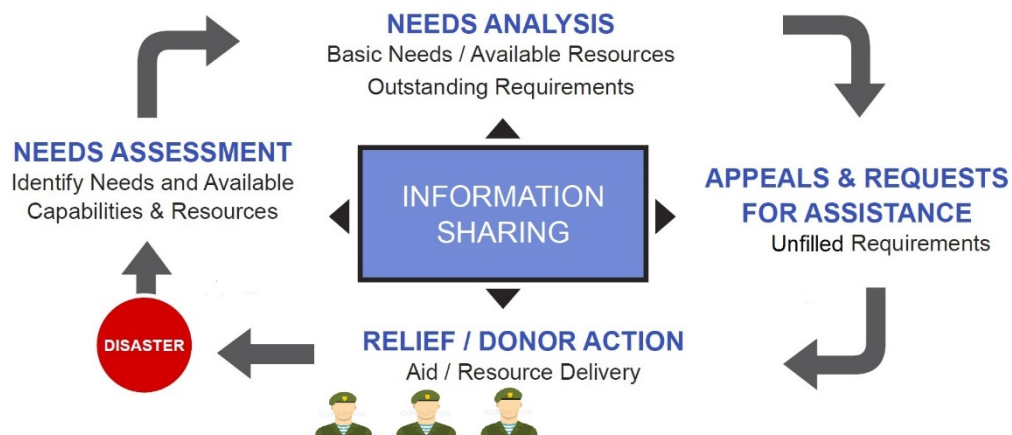 NEEDS ANALYSIS
Basic Needs / Available Resources
Outstanding Requirements
NEEDS ASSESSMENT
Identify Needs and Available
Capabilities & Resources
INFORMATION
SHARING
APPEALS & REQUESTS
FOR ASSISTANCE
Unfilled Requirements
DISASTER
RELIEF / DONOR ACTION
Aid / Resource Delivery